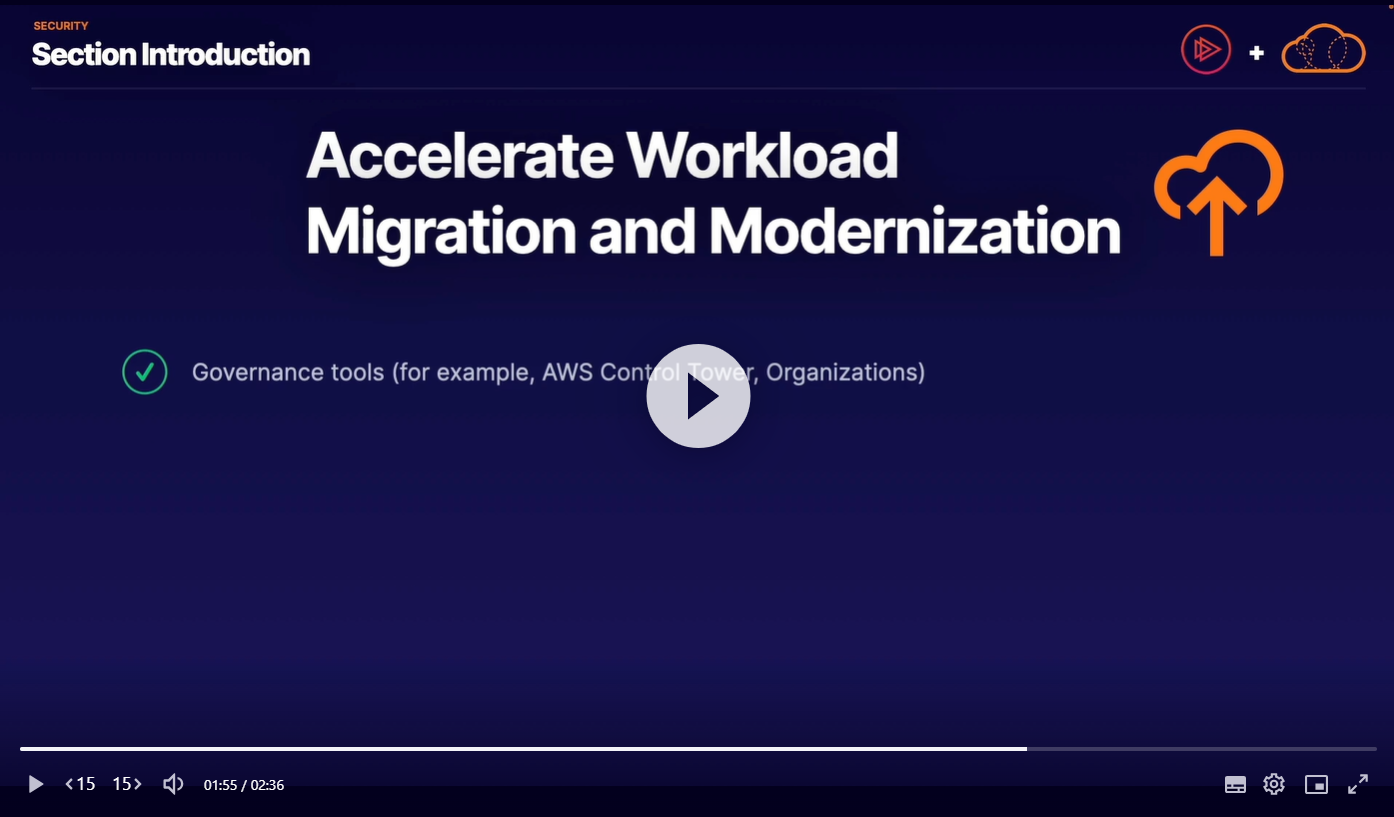 SECURITY
Section Introduction
+
Accelerate Workload
Migration and Modernization
Governance tools (for example, AWS Control Tower, Organizations)
15 15
01:55 / 02:36